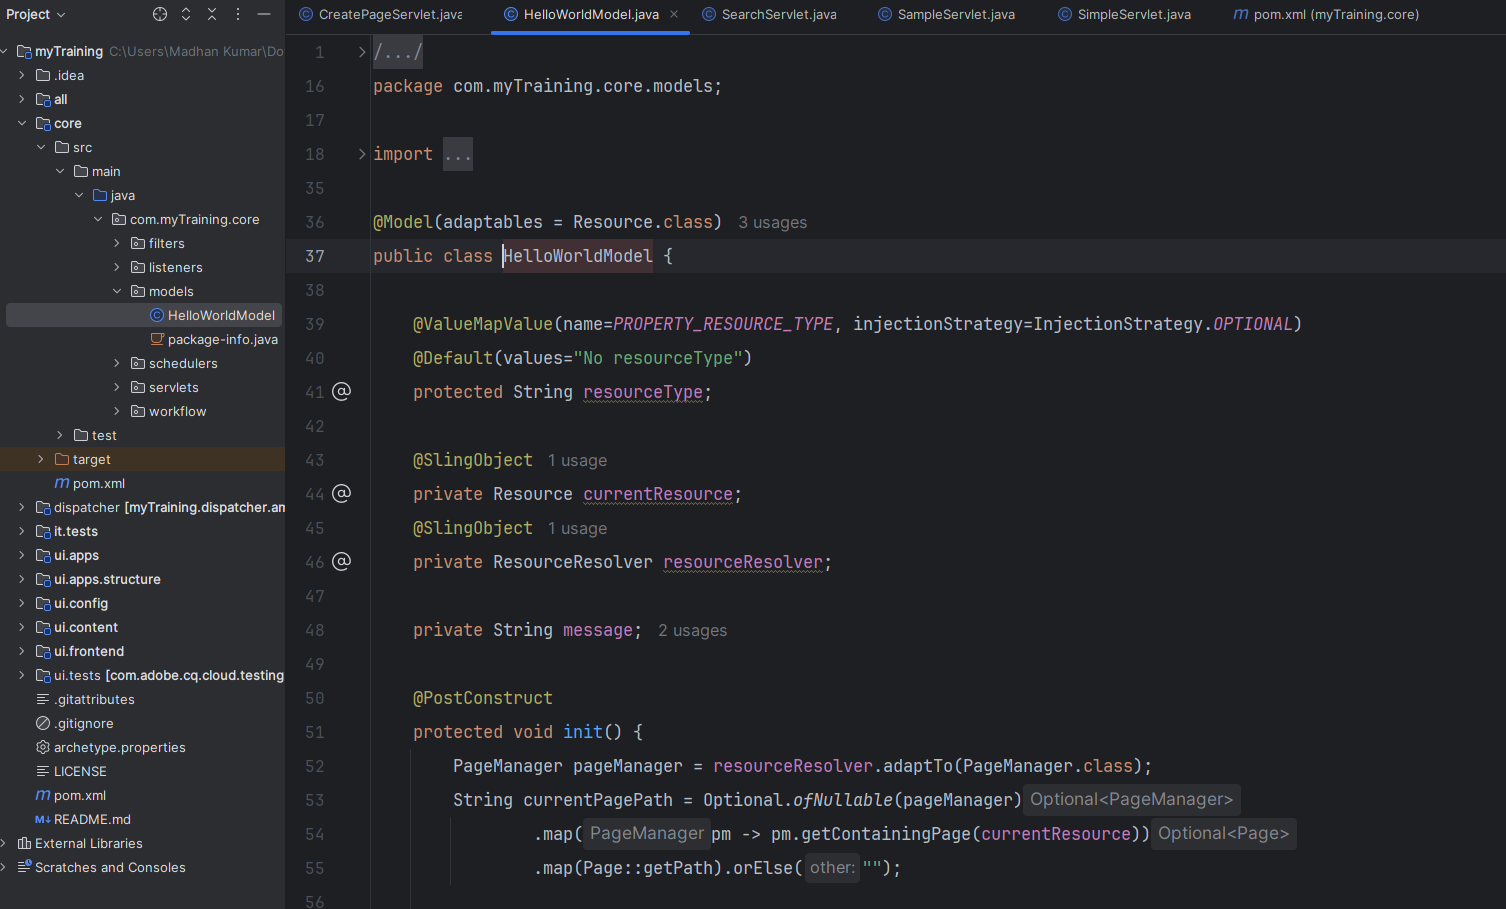 Project
CreatePageServlet.java
HelloWorldModel.java
SearchServlet.java
SampleServlet.java
SimpleServlet.java
pom.xml (myTraining.core)
myTraining C:\Users\Madhan Kumar\Do
.idea
all
core
src
main
java
com.myTraining.core
filters
listeners
models
HelloWorldModel
package-info.java
schedulers
servlets
workflow
test
target
pom.xml
dispatcher [myTraining.dispatcher.am
it.tests
ui.apps
ui.apps.structure
ui.config
ui.content
ui.frontend
ui.tests [com.adobe.cq.cloud.testing
.gitattributes
.gitignore
archetype.properties
LICENSE
pom.xml
README.md
External Libraries
Scratches and Consoles
1 /.../
16 package com.myTraining.core.models;
17
18 import ...
35
36 @Model(adaptables = Resource.class) 3 usages
37 public class HelloWorldModel {
38
39 @ValueMapValue(name=PROPERTY_RESOURCE_TYPE, injectionStrategy=InjectionStrategy.OPTIONAL)
40 @Default(values="No resourceType")
41 protected String resourceType;
42
43 @SlingObject 1 usage
44 private Resource currentResource;
45 @SlingObject 1 usage
46 private ResourceResolver resourceResolver;
47
48 private String message; 2 usages
49
50 @PostConstruct
51 protected void init() {
52 PageManager pageManager = resourceResolver.adaptTo(PageManager.class);
53 String currentPagePath = Optional.ofNullable(pageManager) Optional<PageManager>
54 .map( PageManager pm -> pm.getContainingPage(currentResource)) Optional<Page>
55 .map(Page::getPath).orElse( other: "");
56